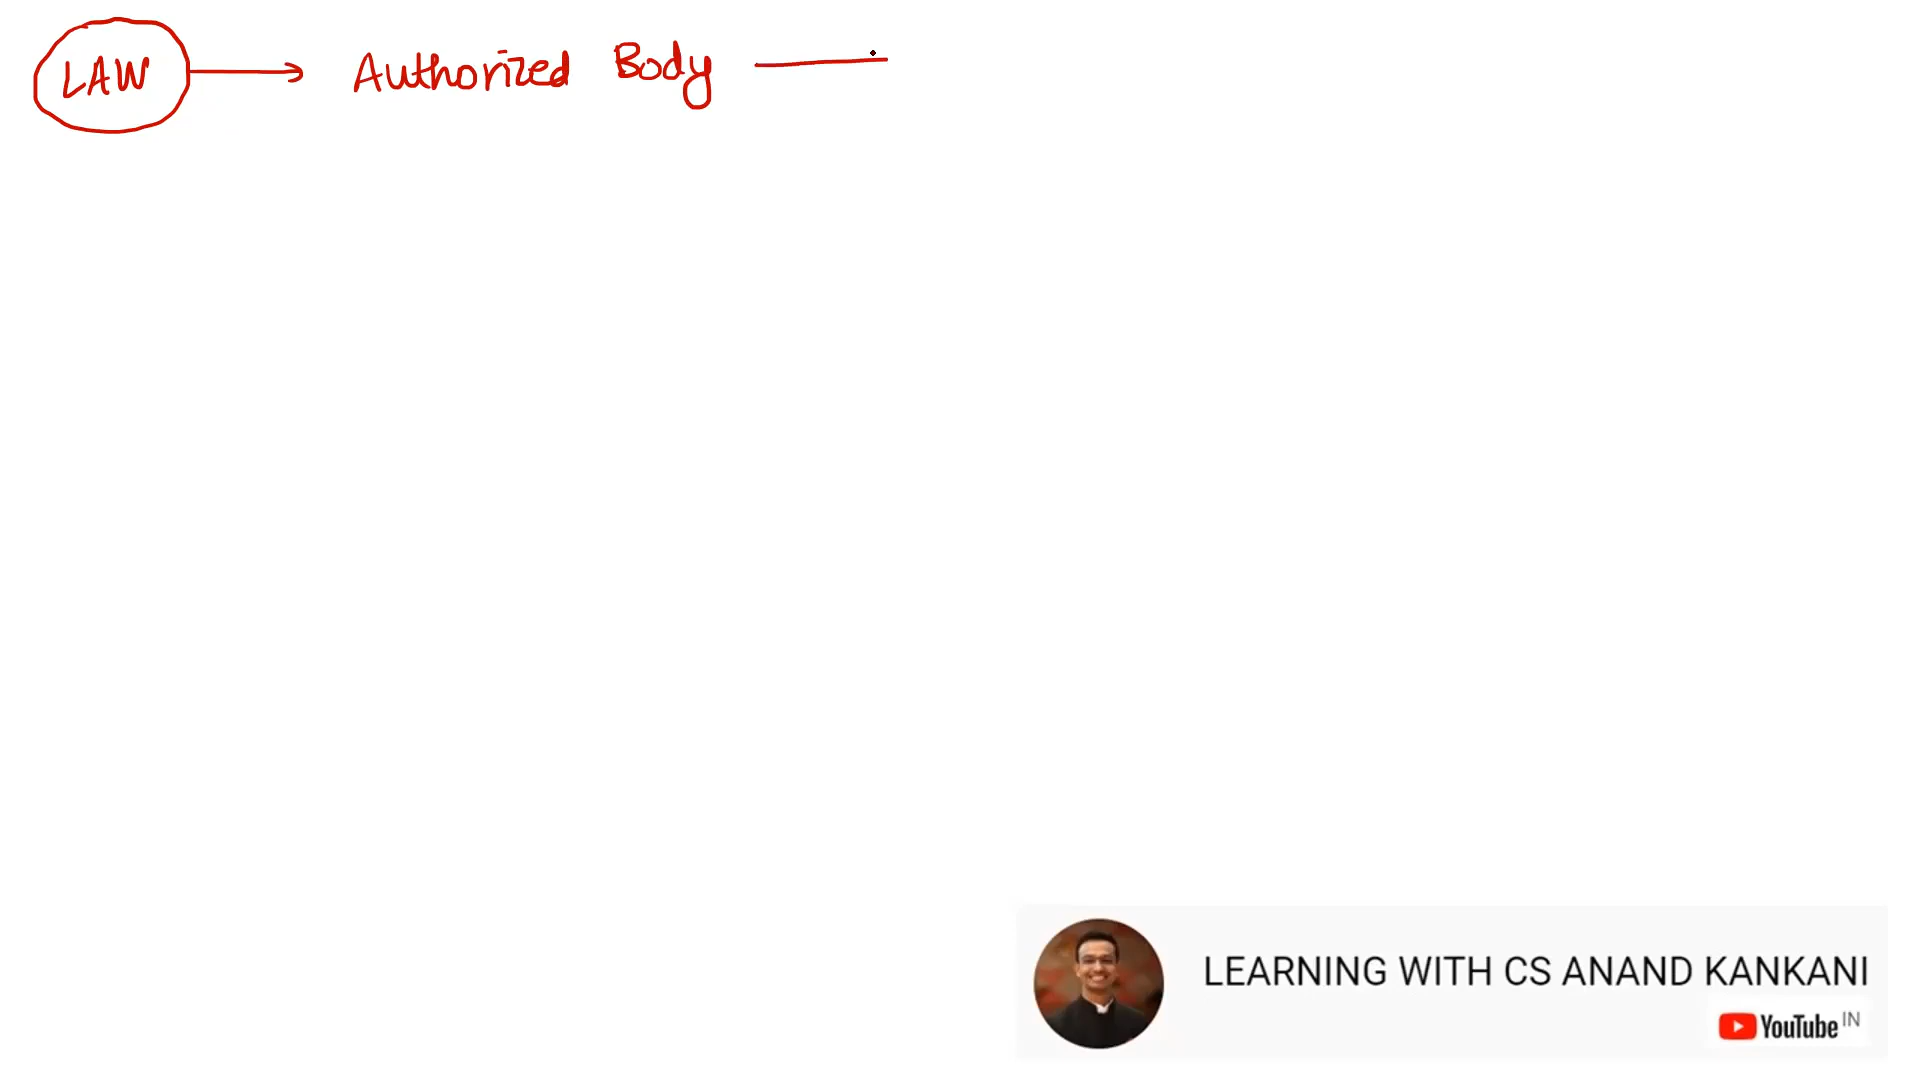 LAW → Authorized Body —
LEARNING WITH CS ANAND KANKANI
YouTube IN